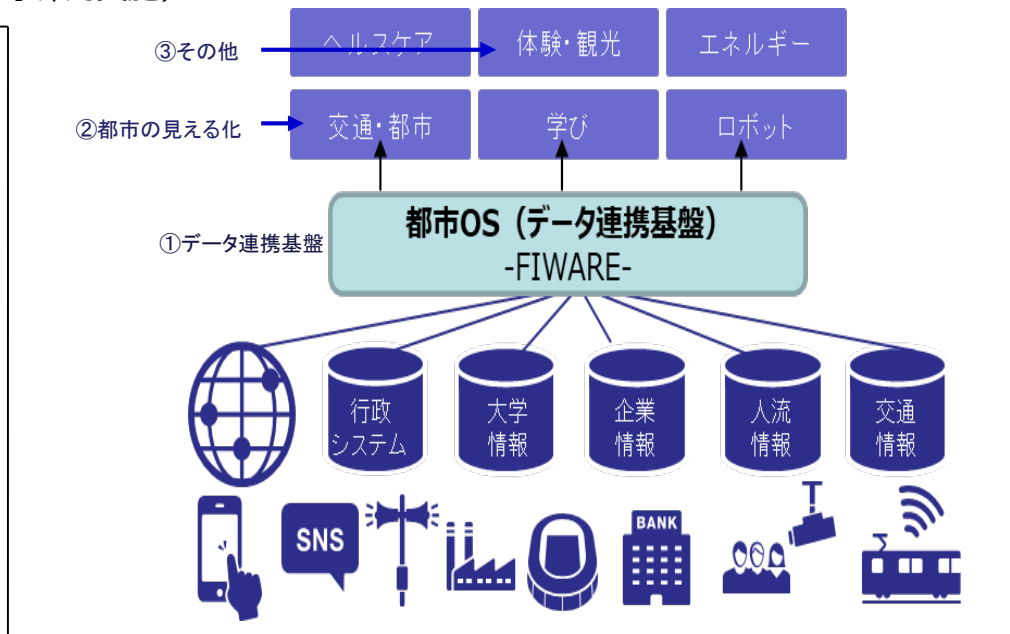 ③その他
ヘルスケア
体験・観光
エネルギー
②都市の見える化
交通・都市
学び
ロボット
①データ連携基盤
都市OS（データ連携基盤）
-FIWARE-
行政
システム
大学
情報
企業
情報
人流
情報
交通
情報
SNS
BANK